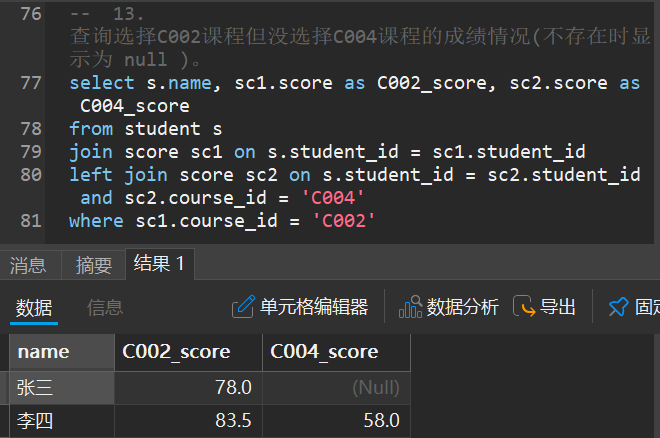 76 -- 13.
查询选择C002课程但没选择C004课程的成绩情况(不存在时显
示为 null )。
77 select s.name, sc1.score as C002_score, sc2.score as
C004_score
78 from student s
79 join score sc1 on s.student_id = sc1.student_id
80 left join score sc2 on s.student_id = sc2.student_id
and sc2.course_id = 'C004'
81 where sc1.course_id = 'C002'
消息 摘要 结果 1
数据 信息 单元格编辑器 数据分析 导出 固定
name C002_score C004_score
张三 78.0 (Null)
李四 83.5 58.0